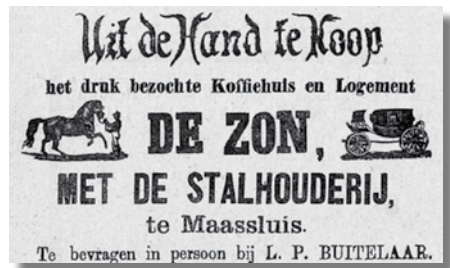 Uit de Hand te Koop
het druk bezochte Koffiehuis en Logement
DE ZON,
MET DE STALHOUDERIJ,
te Maassluis.
Te bevragen in persoon bij L. P. BUITELAAR.